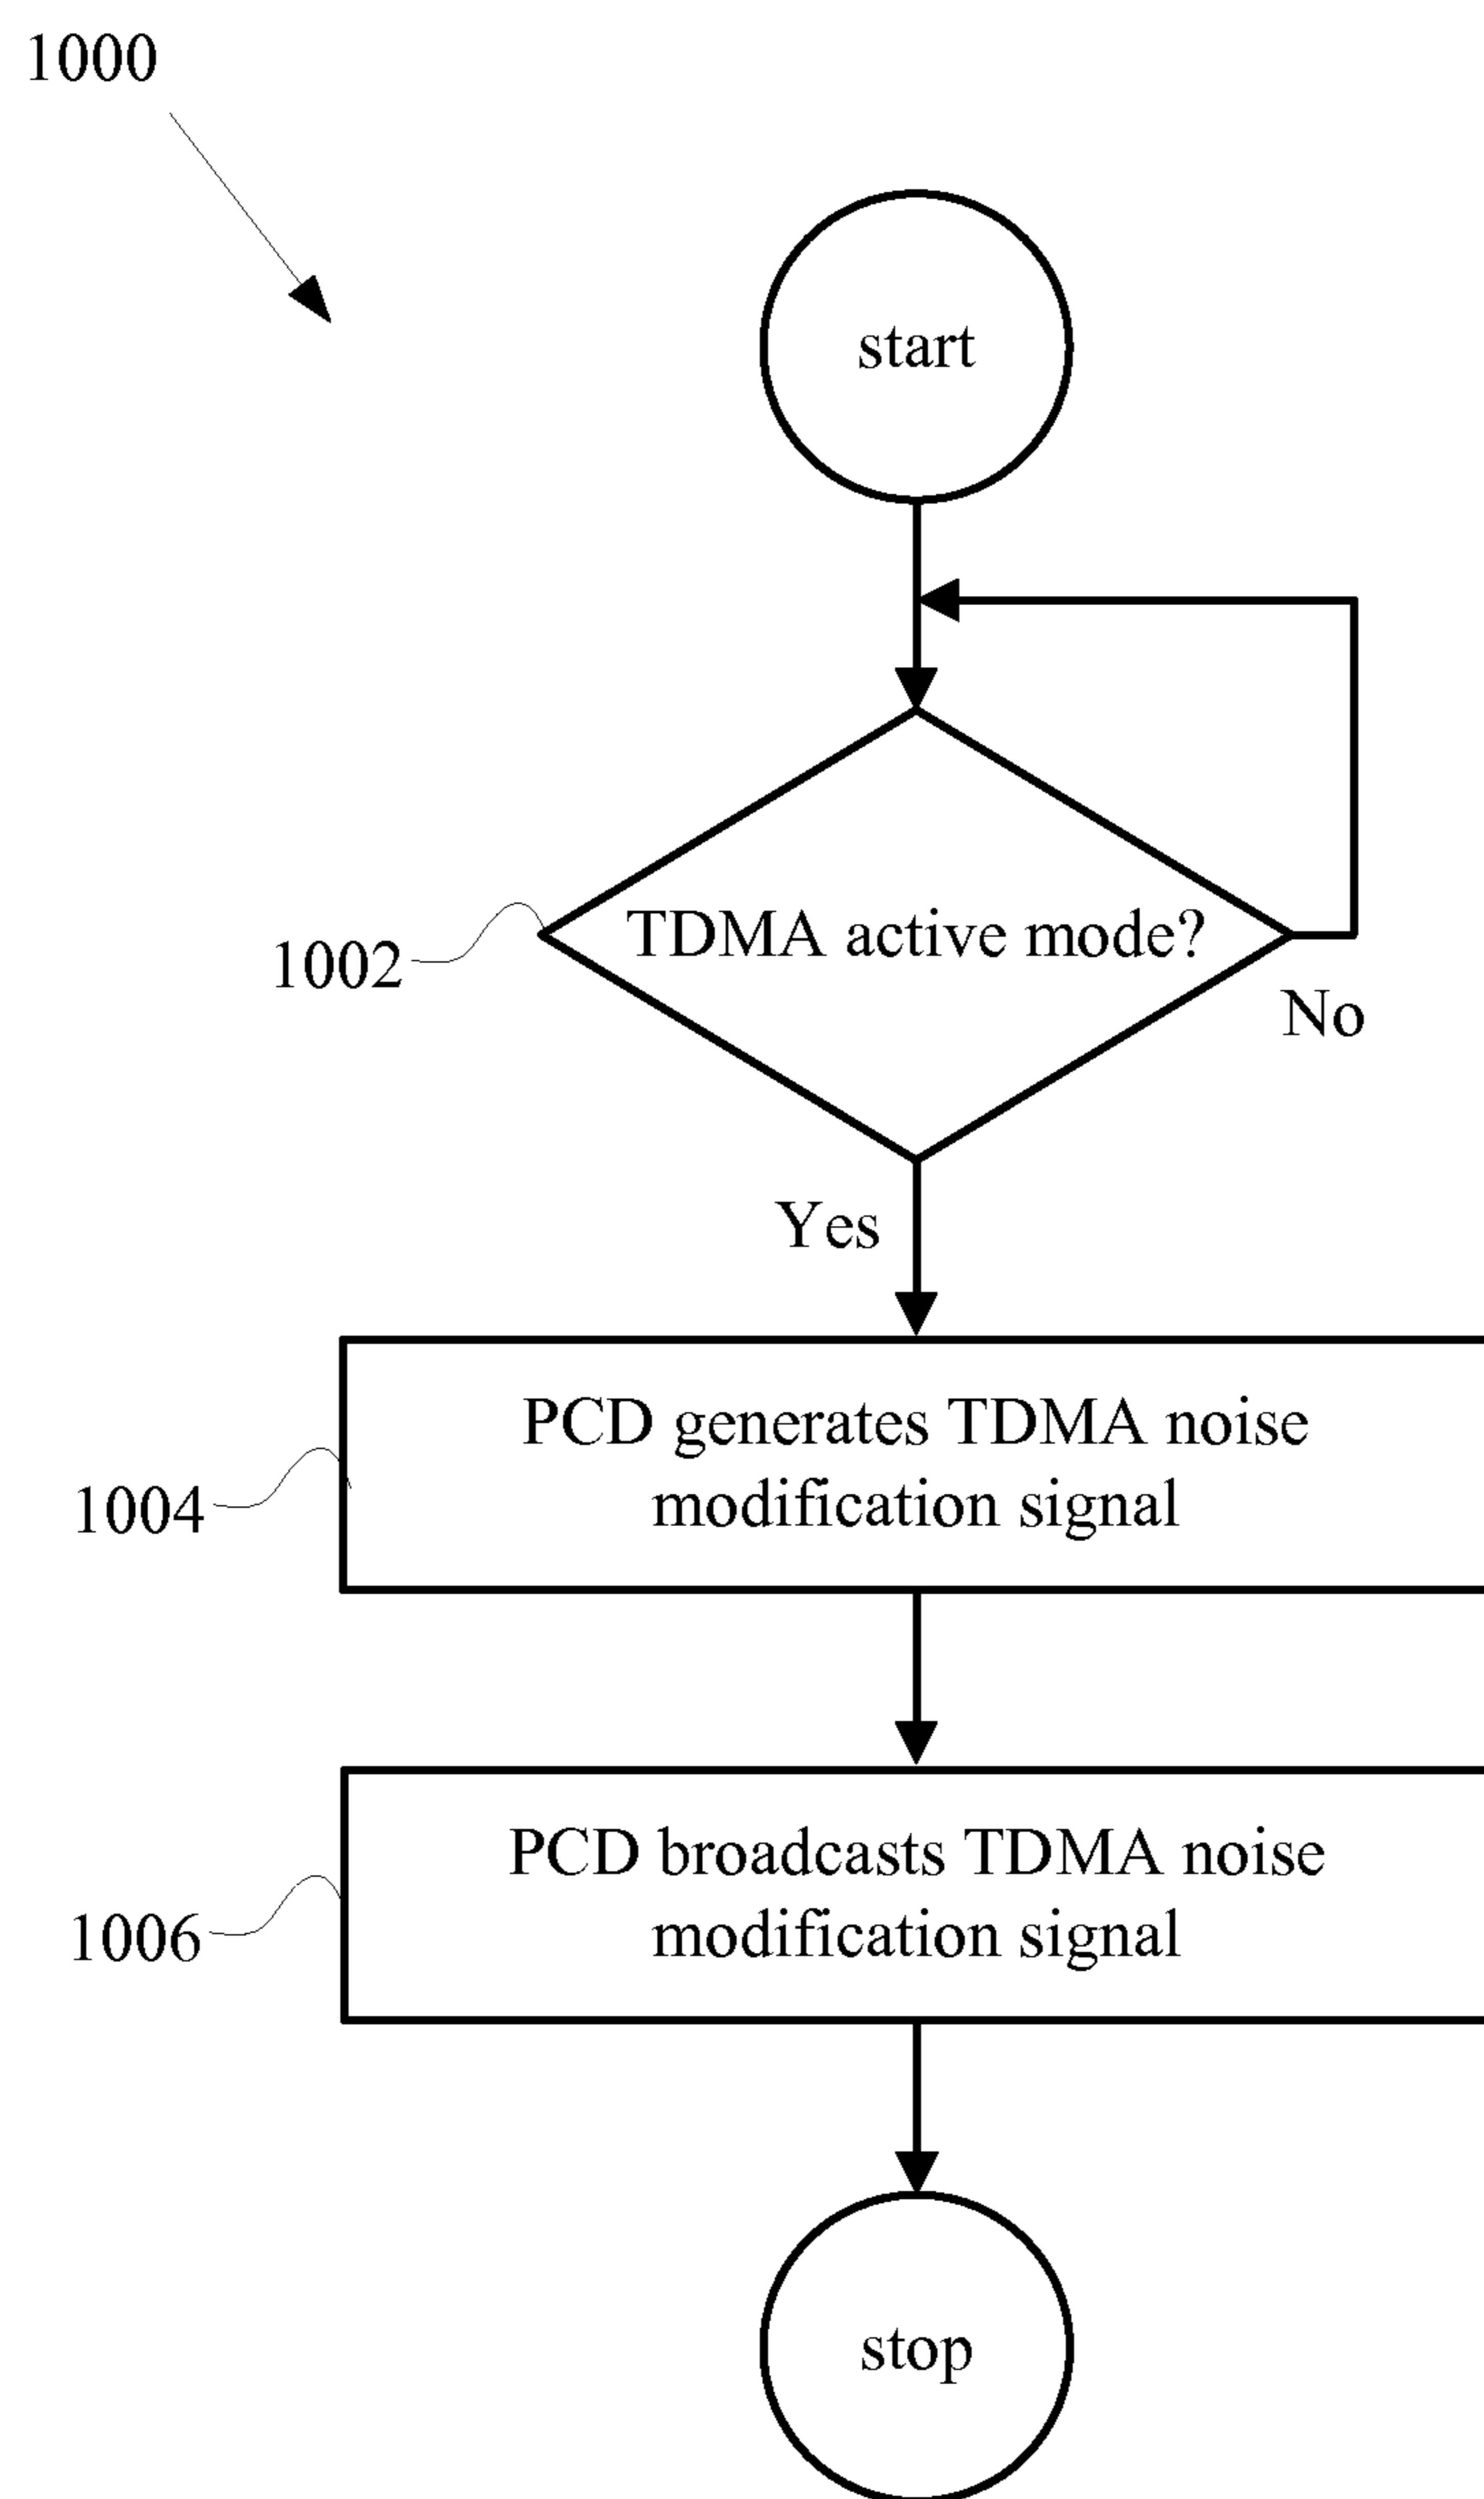 1000
start
TDMA active mode?
1002
No
Yes
PCD generates TDMA noise
modification signal
1004
PCD broadcasts TDMA noise
modification signal
1006
stop